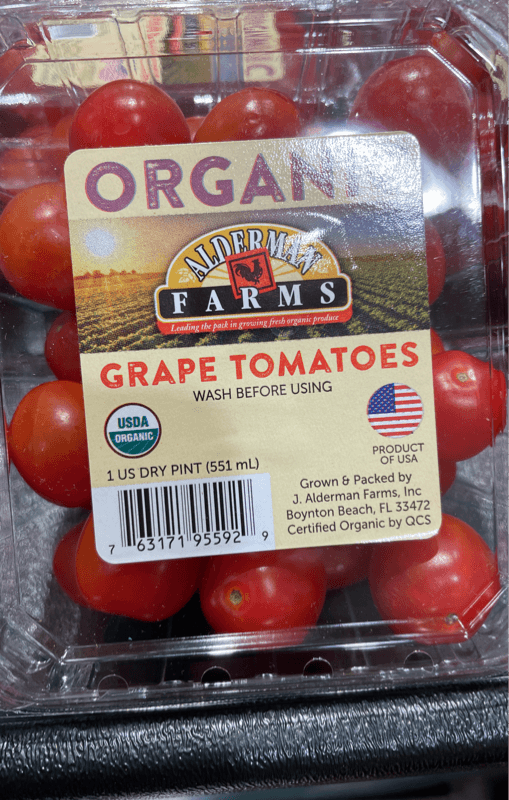 ORGANI
ALDERMAN
FARMS
Leading the pack in growing fresh organic produce
GRAPE TOMATOES
WASH BEFORE USING
USDA
ORGANIC
1 US DRY PINT (551 mL)
PRODUCT
OF USA
Grown & Packed by
J. Alderman Farms, Inc
Boynton Beach, FL 33472
Certified Organic by QCS
7 63171 95592 9